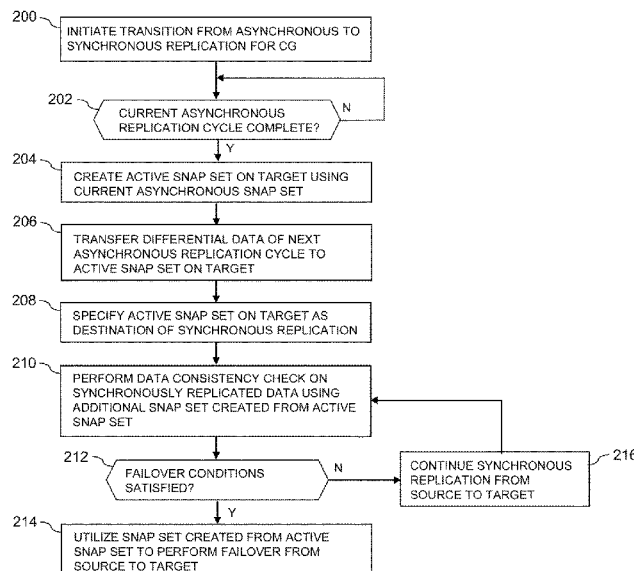 200
INITIATE TRANSITION FROM ASYNCHRONOUS TO
SYNCHRONOUS REPLICATION FOR CG
202
CURRENT ASYNCHRONOUS
REPLICATION CYCLE COMPLETE?
N
Y
204
CREATE ACTIVE SNAP SET ON TARGET USING
CURRENT ASYNCHRONOUS SNAP SET
206
TRANSFER DIFFERENTIAL DATA OF NEXT
ASYNCHRONOUS REPLICATION CYCLE TO
ACTIVE SNAP SET ON TARGET
208
SPECIFY ACTIVE SNAP SET ON TARGET AS
DESTINATION OF SYNCHRONOUS REPLICATION
210
PERFORM DATA CONSISTENCY CHECK ON
SYNCHRONOUSLY REPLICATED DATA USING
ADDITIONAL SNAP SET CREATED FROM ACTIVE
SNAP SET
212
FAILOVER CONDITIONS
SATISFIED?
N
Y
216
CONTINUE SYNCHRONOUS
REPLICATION FROM
SOURCE TO TARGET
214
UTILIZE SNAP SET CREATED FROM ACTIVE
SNAP SET TO PERFORM FAILOVER FROM
SOURCE TO TARGET